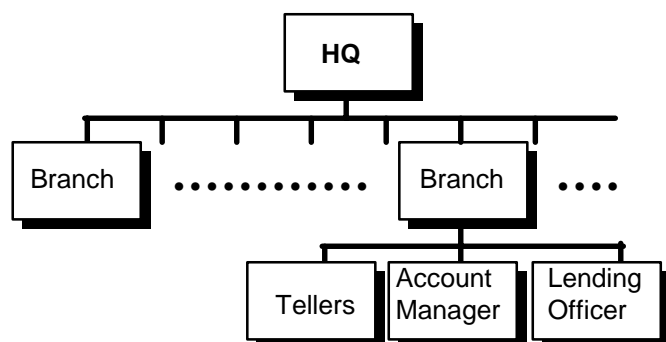 HQ
Branch
Branch
Tellers
Account
Manager
Lending
Officer